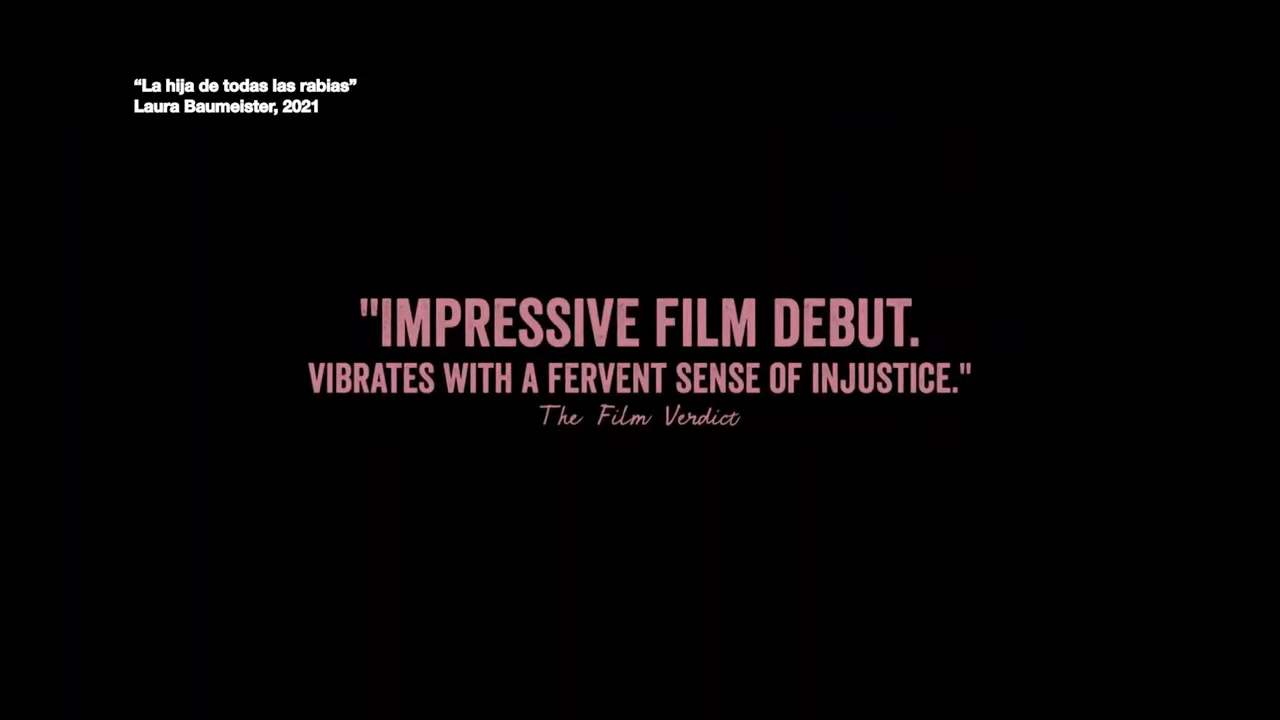 “La hija de todas las rabias”
Laura Baumeister, 2021
"IMPRESSIVE FILM DEBUT.
VIBRATES WITH A FERVENT SENSE OF INJUSTICE."
The Film Verdict